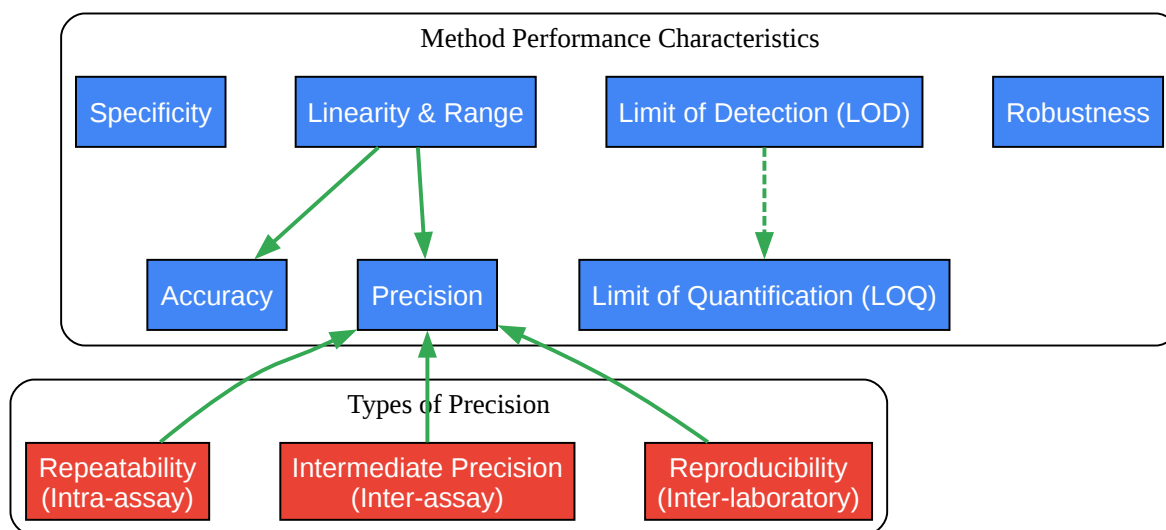 Method Performance Characteristics
Specificity
Linearity & Range
Limit of Detection (LOD)
Robustness
Accuracy
Precision
Limit of Quantification (LOQ)
Types of Precision
Repeatability
(Intra-assay)
Intermediate Precision
(Inter-assay)
Reproducibility
(Inter-laboratory)